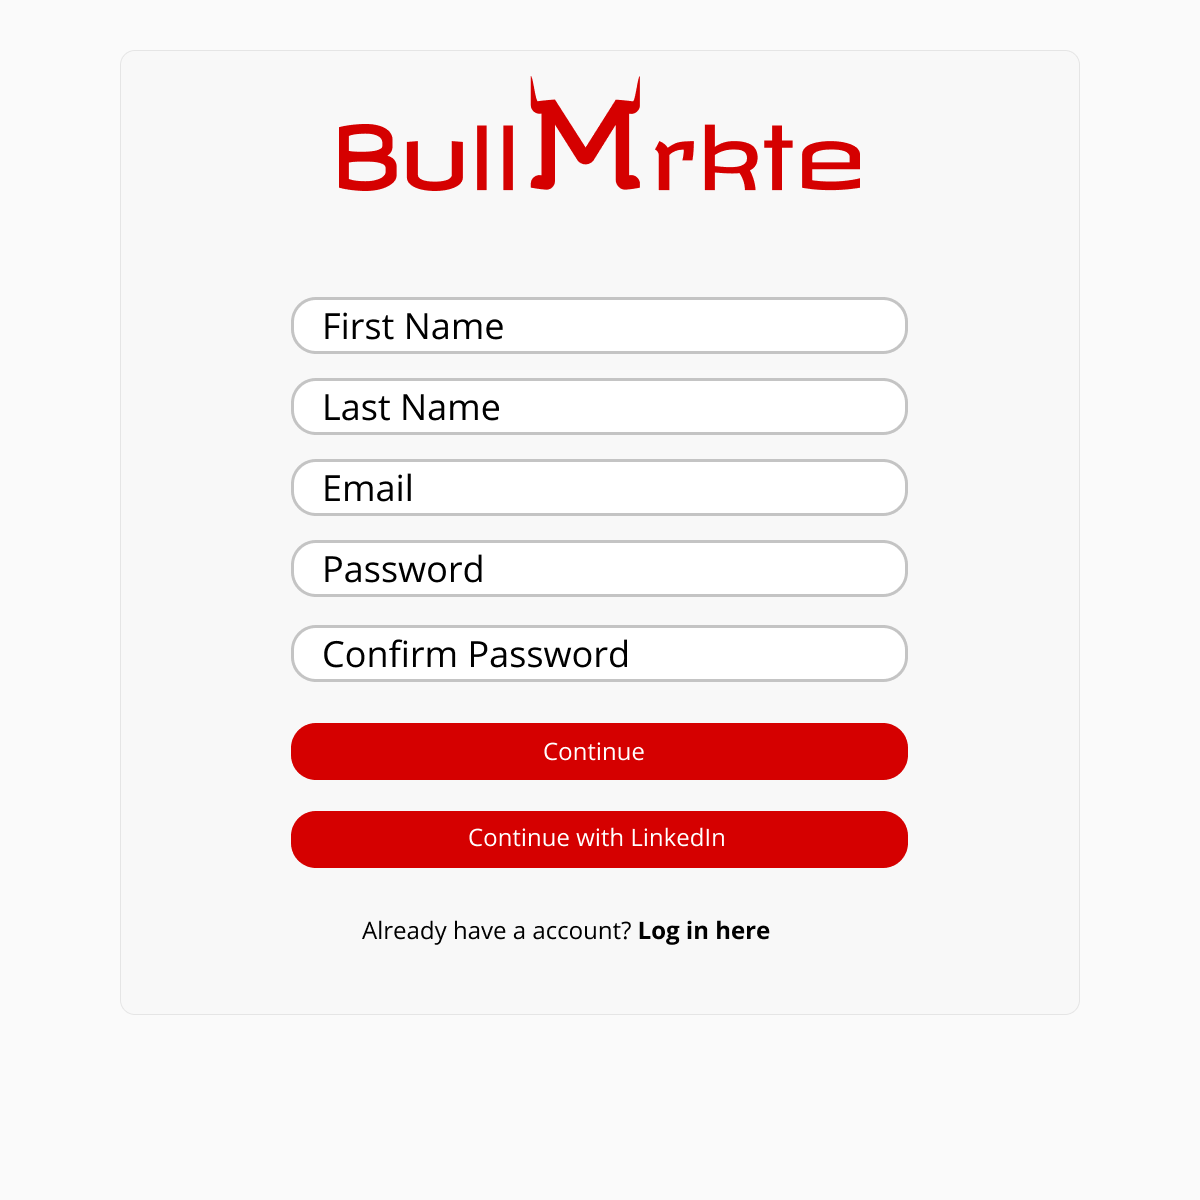 BullMrkte
First Name
Last Name
Email
Password
Confirm Password
Continue
Continue with LinkedIn
Already have a account? Log in here